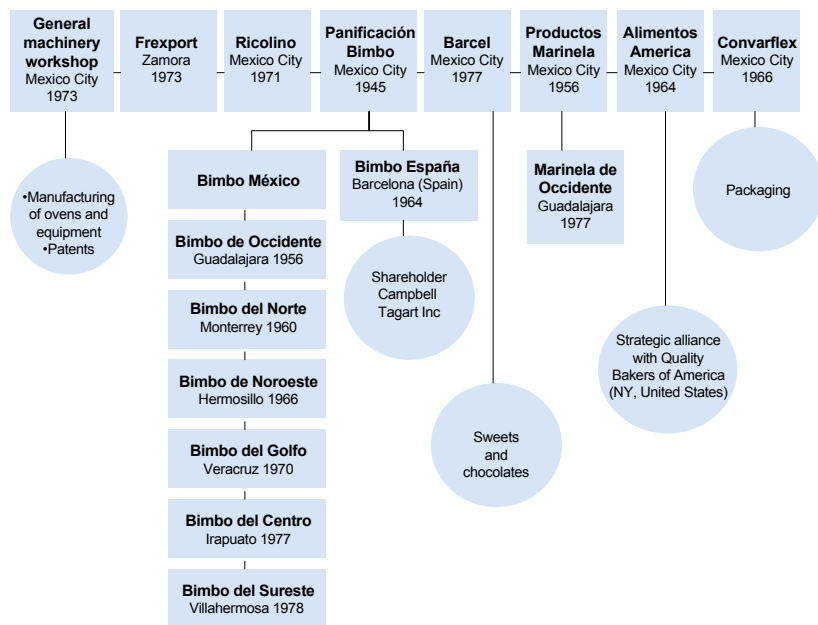 General
machinery
workshop
Mexico City
1973
Frexport
Zamora
1973
Ricolino
Mexico City
1971
Panificación
Bimbo
Mexico City
1945
Barcel
Mexico City
1977
Productos
Marinela
Mexico City
1956
Alimentos
America
Mexico City
1964
Convarflex
Mexico City
1966
•Manufacturing
of ovens and
equipment
•Patents
Bimbo México
Bimbo de Occidente
Guadalajara 1956
Bimbo del Norte
Monterrey 1960
Bimbo de Noroeste
Hermosillo 1966
Bimbo del Golfo
Veracruz 1970
Bimbo del Centro
Irapuato 1977
Bimbo del Sureste
Villahermosa 1978
Bimbo España
Barcelona (Spain)
1964
Shareholder
Campbell
Tagart Inc
Sweets
and
chocolates
Marinela de
Occidente
Guadalajara
1977
Strategic alliance
with Quality
Bakers of America
(NY, United States)
Packaging